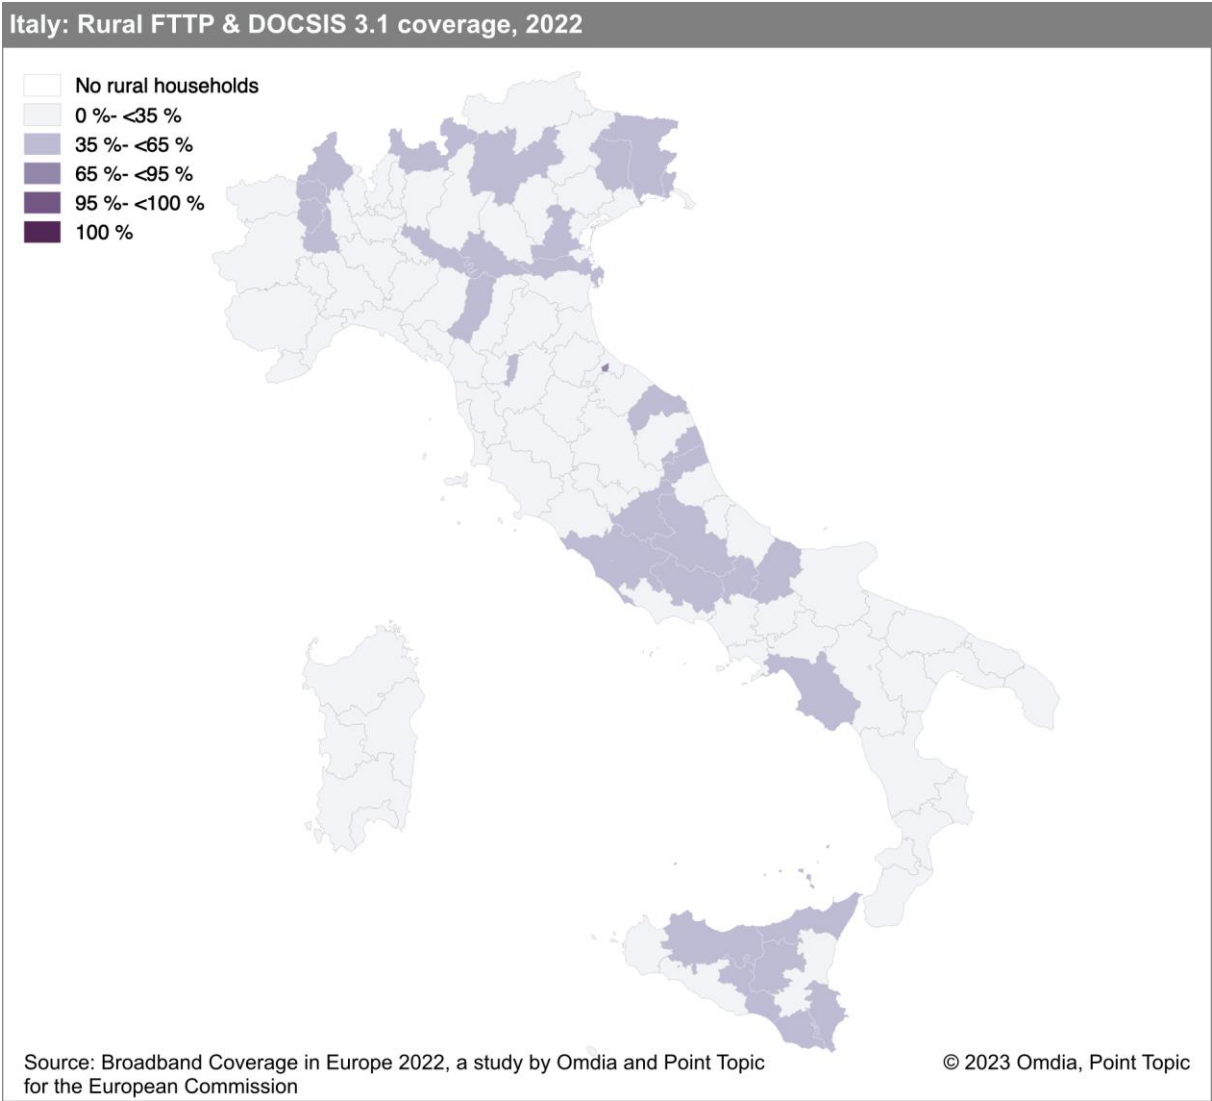 Italy: Rural FTTP & DOCSIS 3.1 coverage, 2022
No rural households
0 %- <35 %
35 %- <65 %
65 %- <95 %
95 %- <100 %
100 %
Source: Broadband Coverage in Europe 2022, a study by Omdia and Point Topic
for the European Commission
© 2023 Omdia, Point Topic